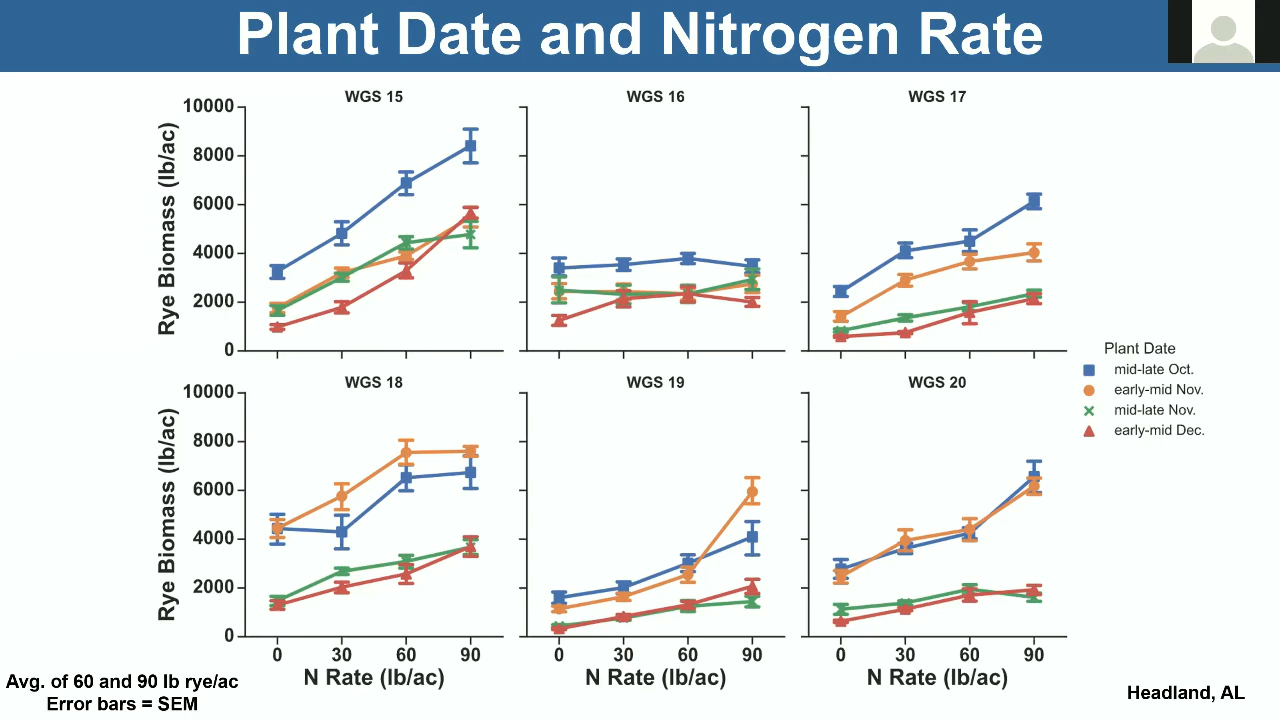 Plant Date and Nitrogen Rate
WGS 15
WGS 16
WGS 17
Rye Biomass (lb/ac)
10000
8000
6000
4000
2000
0
WGS 18
WGS 19
WGS 20
Rye Biomass (lb/ac)
10000
8000
6000
4000
2000
0
0 30 60 90
0 30 60 90
0 30 60 90
N Rate (lb/ac)
N Rate (lb/ac)
N Rate (lb/ac)
Plant Date
mid-late Oct.
early-mid Nov.
mid-late Nov.
early-mid Dec.
Avg. of 60 and 90 lb rye/ac
Error bars = SEM
Headland, AL